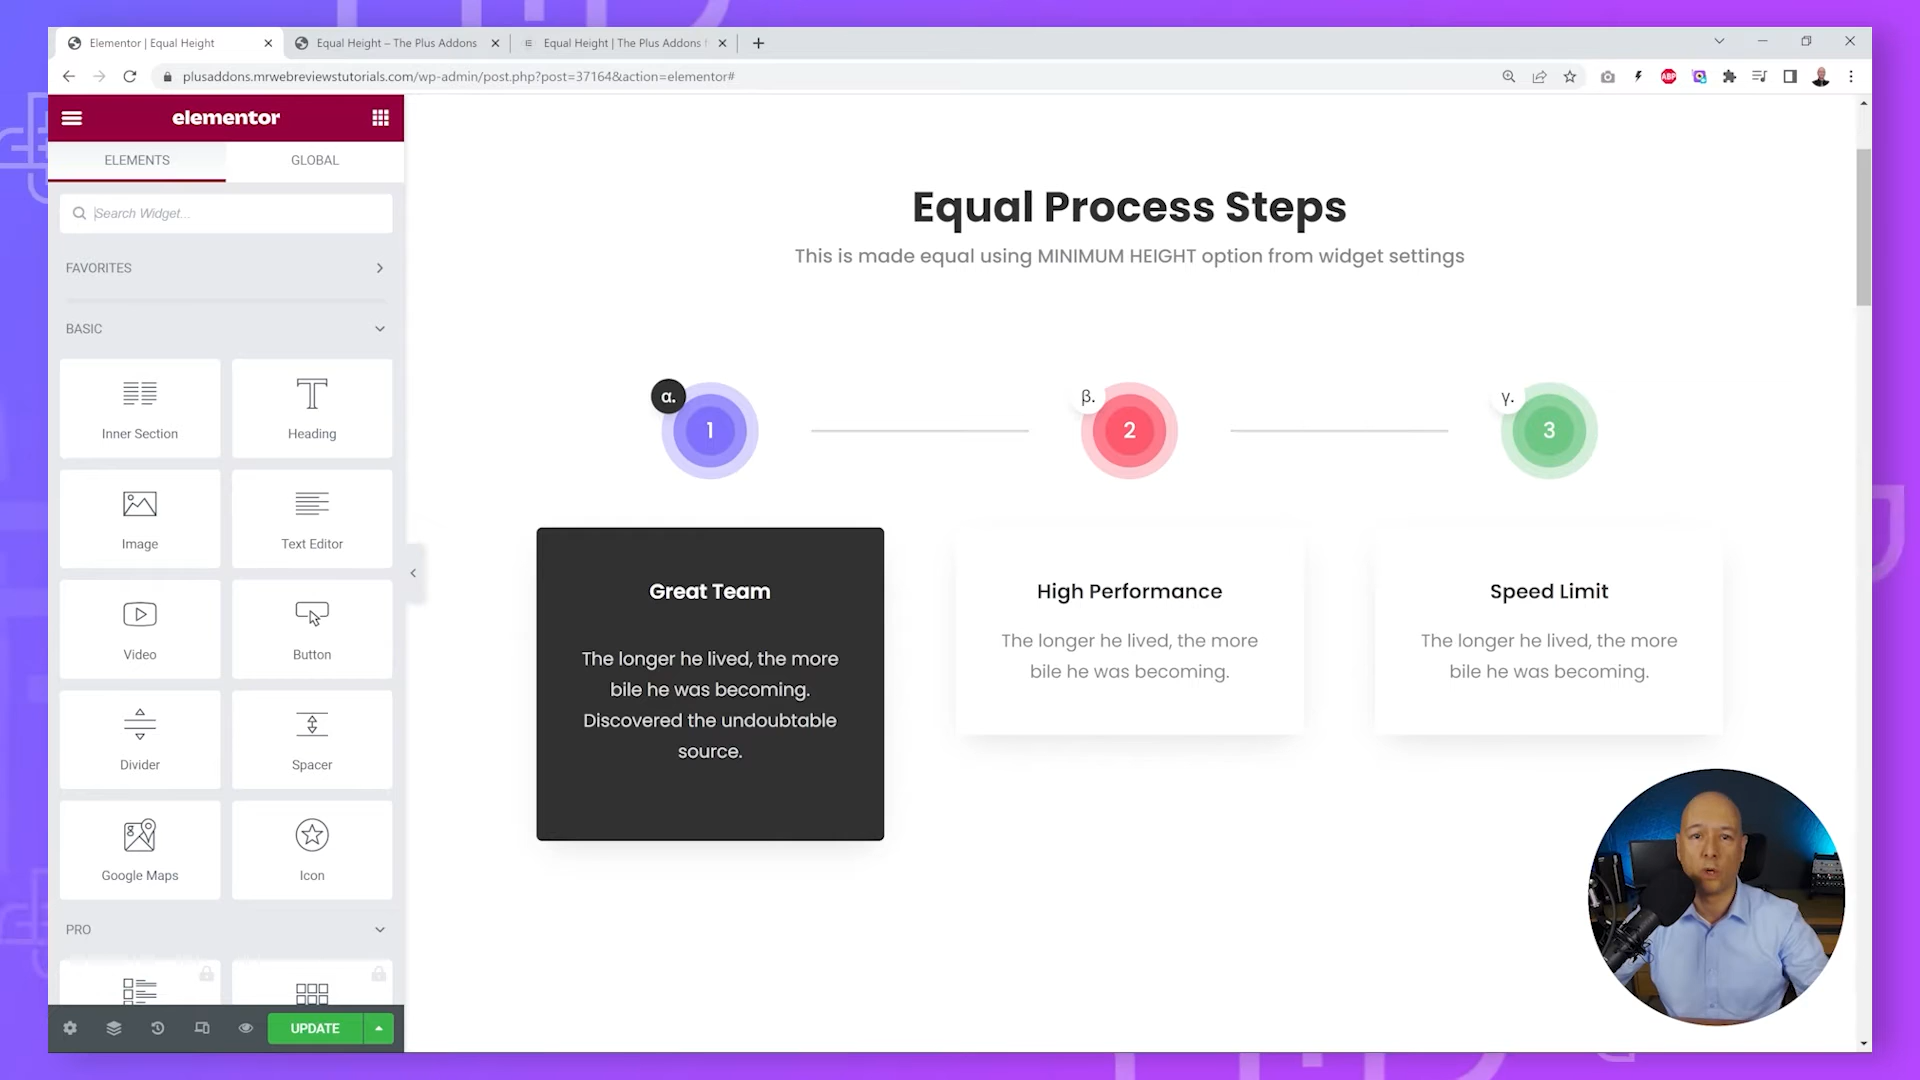 Elementor | Equal Height
Equal Height – The Plus Addons
Equal Height | The Plus Addons f
plusaddons.mrwebreviewstutorials.com/wp-admin/post.php?post=37164&action=elementor#
ABP
elementor
ELEMENTS
GLOBAL
Search Widget...
FAVORITES
BASIC
Inner Section
Heading
Image
Text Editor
Video
Button
Divider
Spacer
Google Maps
Icon
PRO
UPDATE
Equal Process Steps
This is made equal using MINIMUM HEIGHT option from widget settings
α.
1
β.
2
γ.
3
Great Team
The longer he lived, the more
bile he was becoming.
Discovered the undoubtable
source.
High Performance
The longer he lived, the more
bile he was becoming.
Speed Limit
The longer he lived, the more
bile he was becoming.